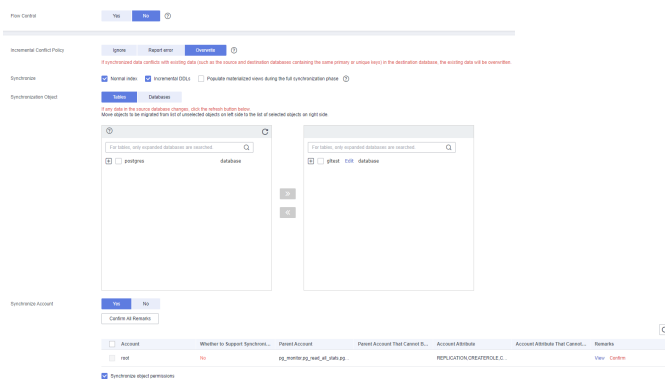 Flow Control Yes No
Incremental Conflict Policy Ignore Report error Overwrite
If synchronized data conflicts with existing data (such as the source and destination databases containing the same primary or unique keys) in the destination database, the existing data will be overwritten.
Synchronize Normal index Incremental DDLs Populate materialized views during the full synchronization phase
Synchronization Object Tables Databases
If any data in the source database changes, click the refresh button below.
Move objects to be migrated from list of unselected objects on left side to the list of selected objects on right side
For tables, only expanded databases are searched. For tables, only expanded databases are searched.
postgres database gltest Edit database
Synchronize Account Yes No
Confirm All Remarks
Account Whether to Support Synchroni... Parent Account Parent Account That Cannot B... Account Attribute Account Attribute That Cannot... Remarks
root No pg_monitor,pg_read_all_stats,pg... REPLICATION,CREATEROLE,C... View Confirm
Synchronize object permissions